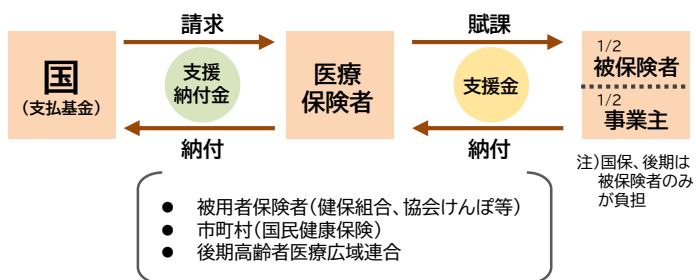 請求
賦課
国
(支払基金)
支援
納付金
医療
保険者
支援金
1/2
被保険者
1/2
事業主
納付
納付
注)国保、後期は
被保険者のみ
が負担
● 被用者保険者(健保組合、協会けんぽ等)
● 市町村(国民健康保険)
● 後期高齢者医療広域連合